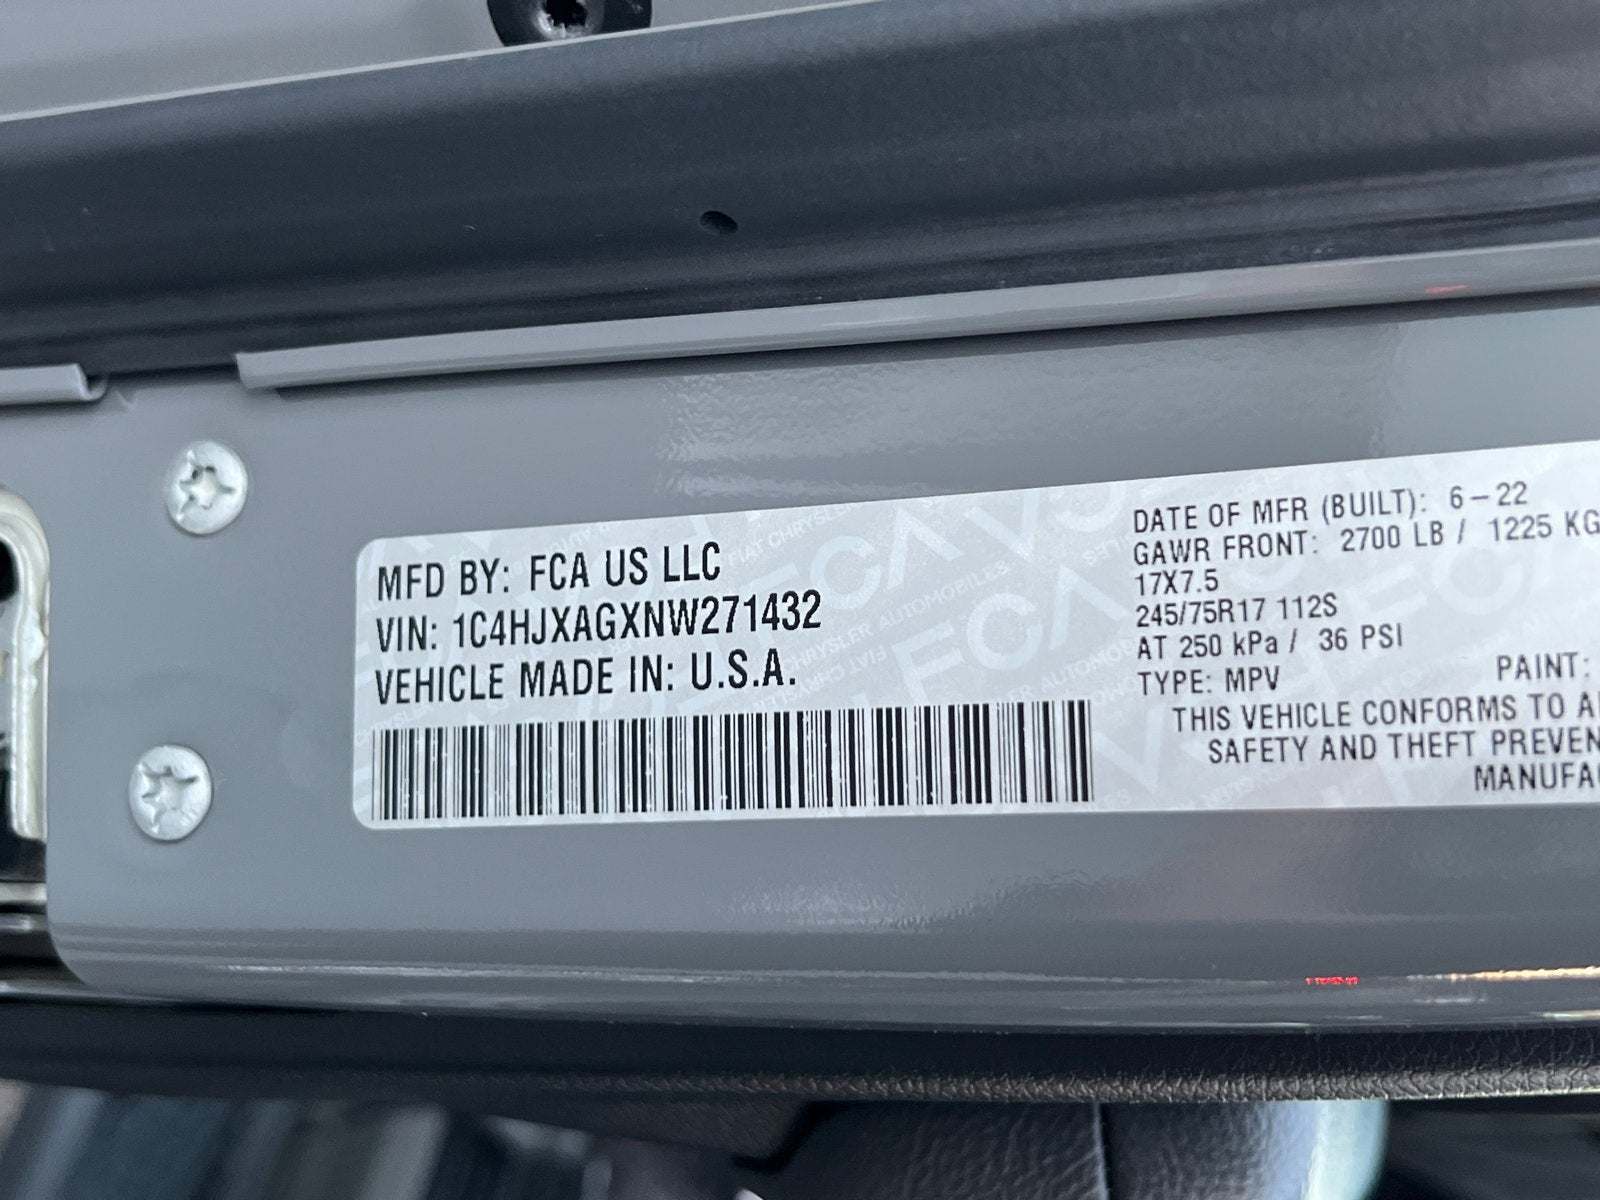 MFD BY: FCA US LLC
VIN: 1C4HJXAGXNW271432
VEHICLE MADE IN: U.S.A.
DATE OF MFR (BUILT): 6-22
GAWR FRONT: 2700 LB / 1225 KG
17X7.5
245/75R17 112S
AT 250 kPa / 36 PSI
TYPE: MPV PAINT:
THIS VEHICLE CONFORMS TO
SAFETY AND THEFT PREVEN
MANUFA